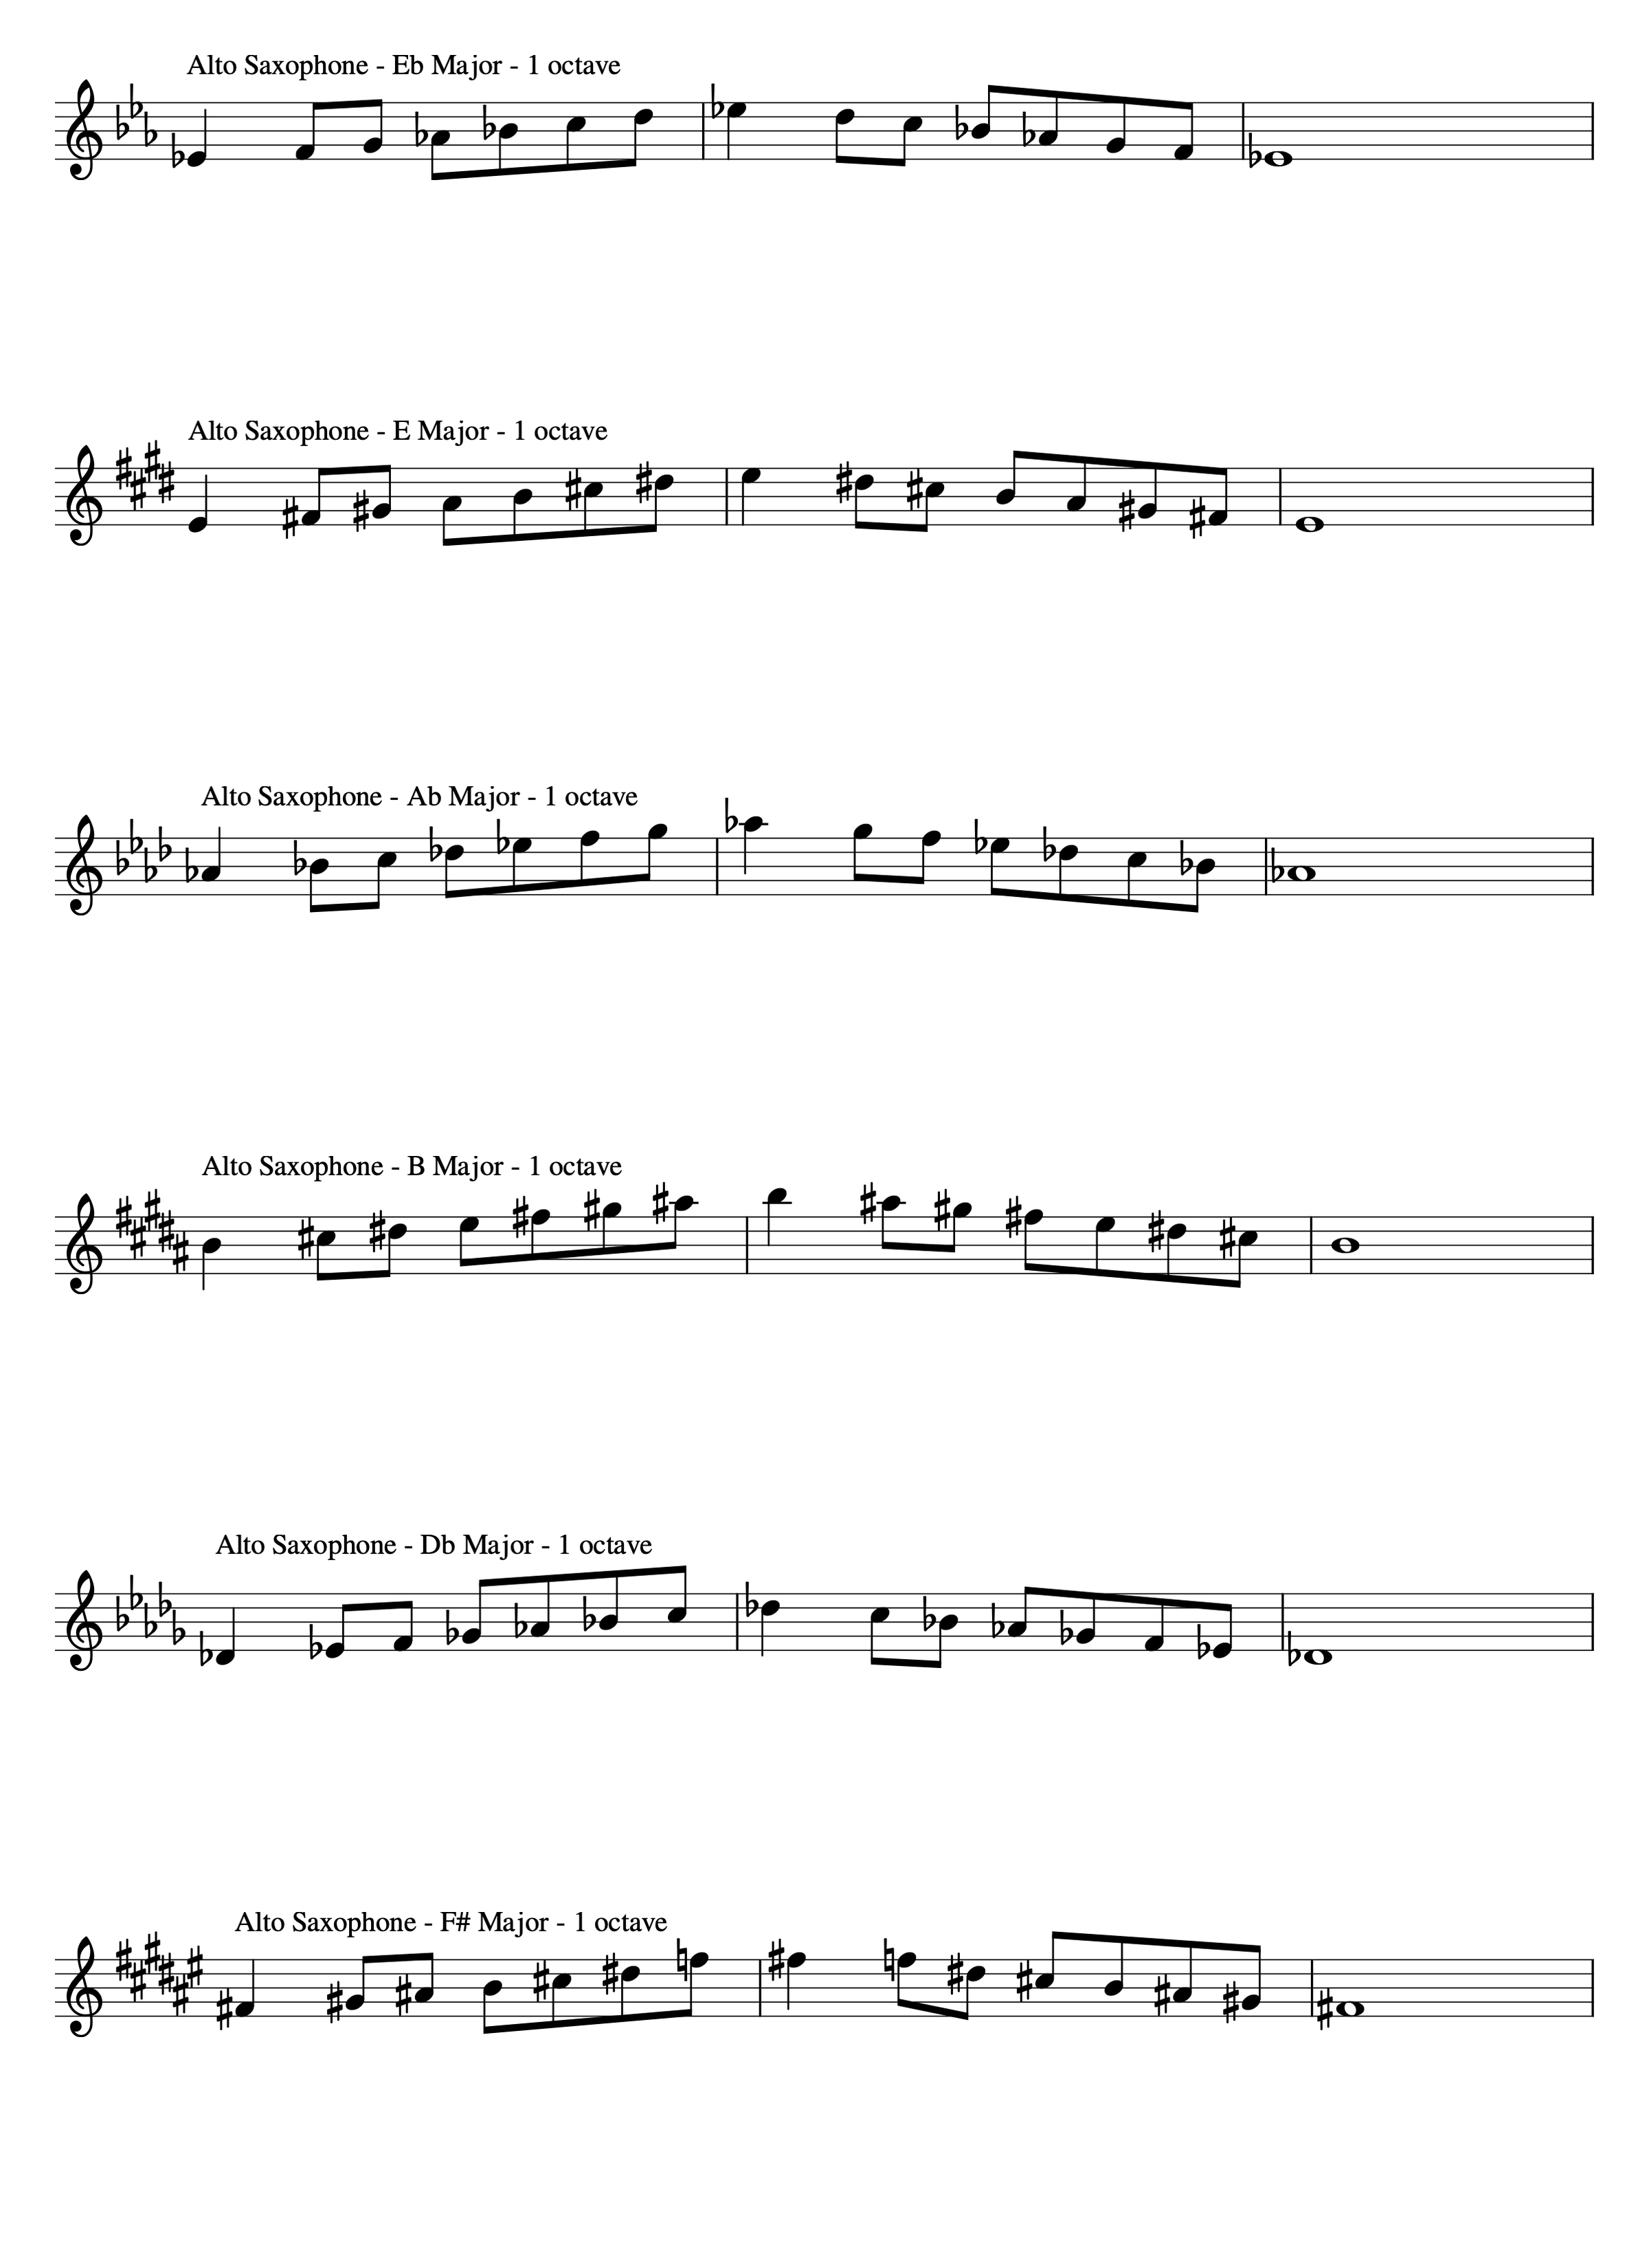 Alto Saxophone - Eb Major - 1 octave
Alto Saxophone - E Major - 1 octave
Alto Saxophone - Ab Major - 1 octave
Alto Saxophone - B Major - 1 octave
Alto Saxophone - Db Major - 1 octave
Alto Saxophone - F# Major - 1 octave